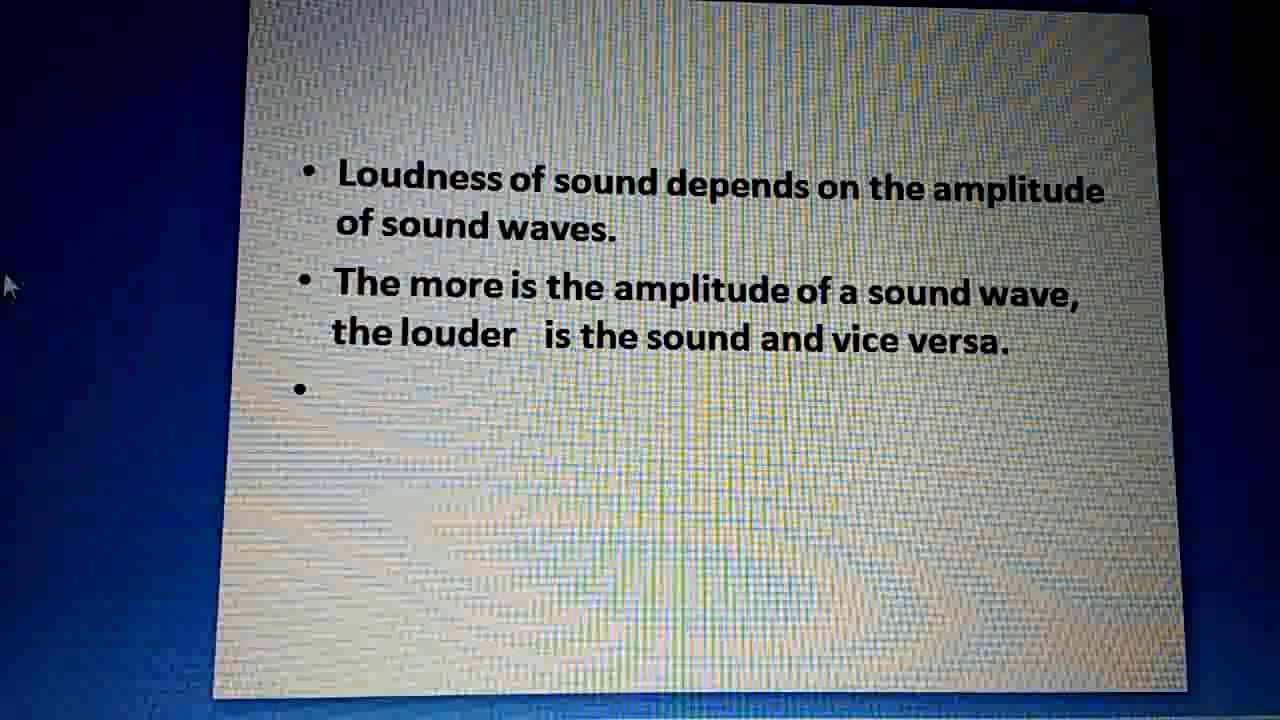 • Loudness of sound depends on the amplitude
of sound waves.
• The more is the amplitude of a sound wave,
the louder is the sound and vice versa.
•